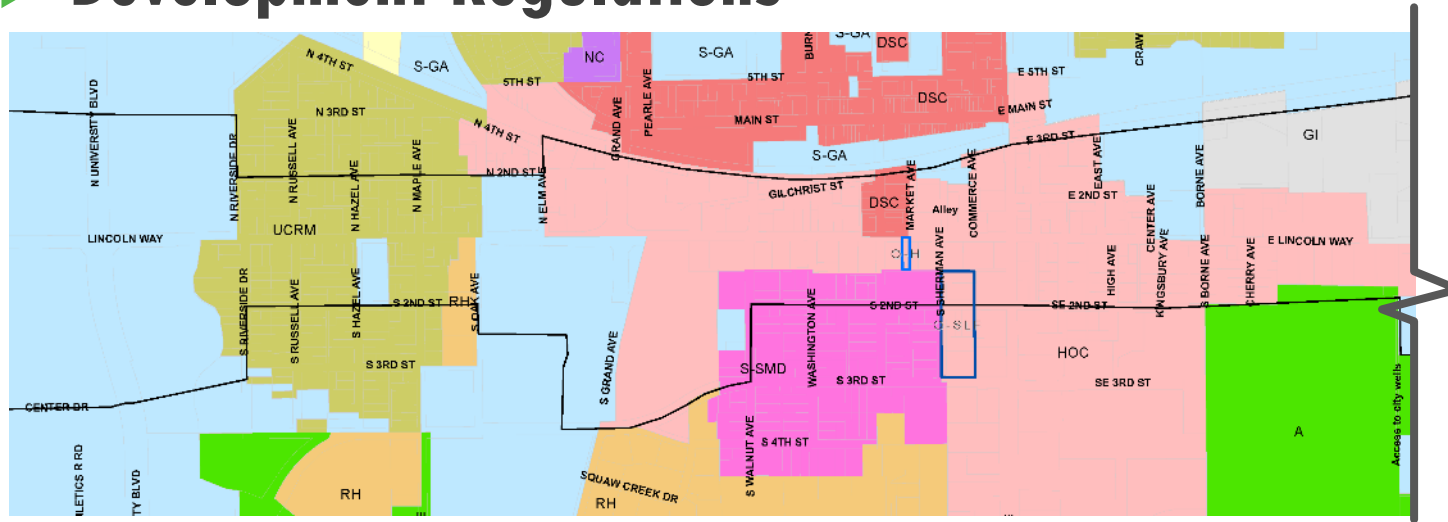 Development Regulations
N 4TH ST
S-GA
NC
S-GA
S-GA
DSC
5TH ST
5TH ST
E 5TH ST
N UNIVERSITY BLVD
N 3RD ST
N 4TH ST
GRAND AVE
PEARLE AVE
MAIN ST
DSC
E MAIN ST
E 3RD ST
GI
N RIVERSIDE DR
N RUSSELL AVE
N HAZEL AVE
N MAPLE AVE
N 2ND ST
N ELM AVE
S-GA
GILCHRIST ST
DSC
MARKET AVE
Alley
COMMERCE AVE
E 2ND ST
EAST AVE
CENTER AVE
BORNE AVE
LINCOLN WAY
UCRM
E LINCOLN WAY
S RIVERSIDE DR
S RUSSELL AVE
S HAZEL AVE
S 2ND ST
RH
S OAK AVE
S GRAND AVE
WASHINGTON AVE
S 2ND ST
S SHERMAN AVE
SE 2ND ST
HIGH AVE
KINGSBURY AVE
S BORNE AVE
CHERRY AVE
S 3RD ST
S-SMD
S 3RD ST
HOC
SE 3RD ST
CENTER DR
S WALNUT AVE
S 4TH ST
A
Access to city wells
RH
SQUAW CREEK DR
RH